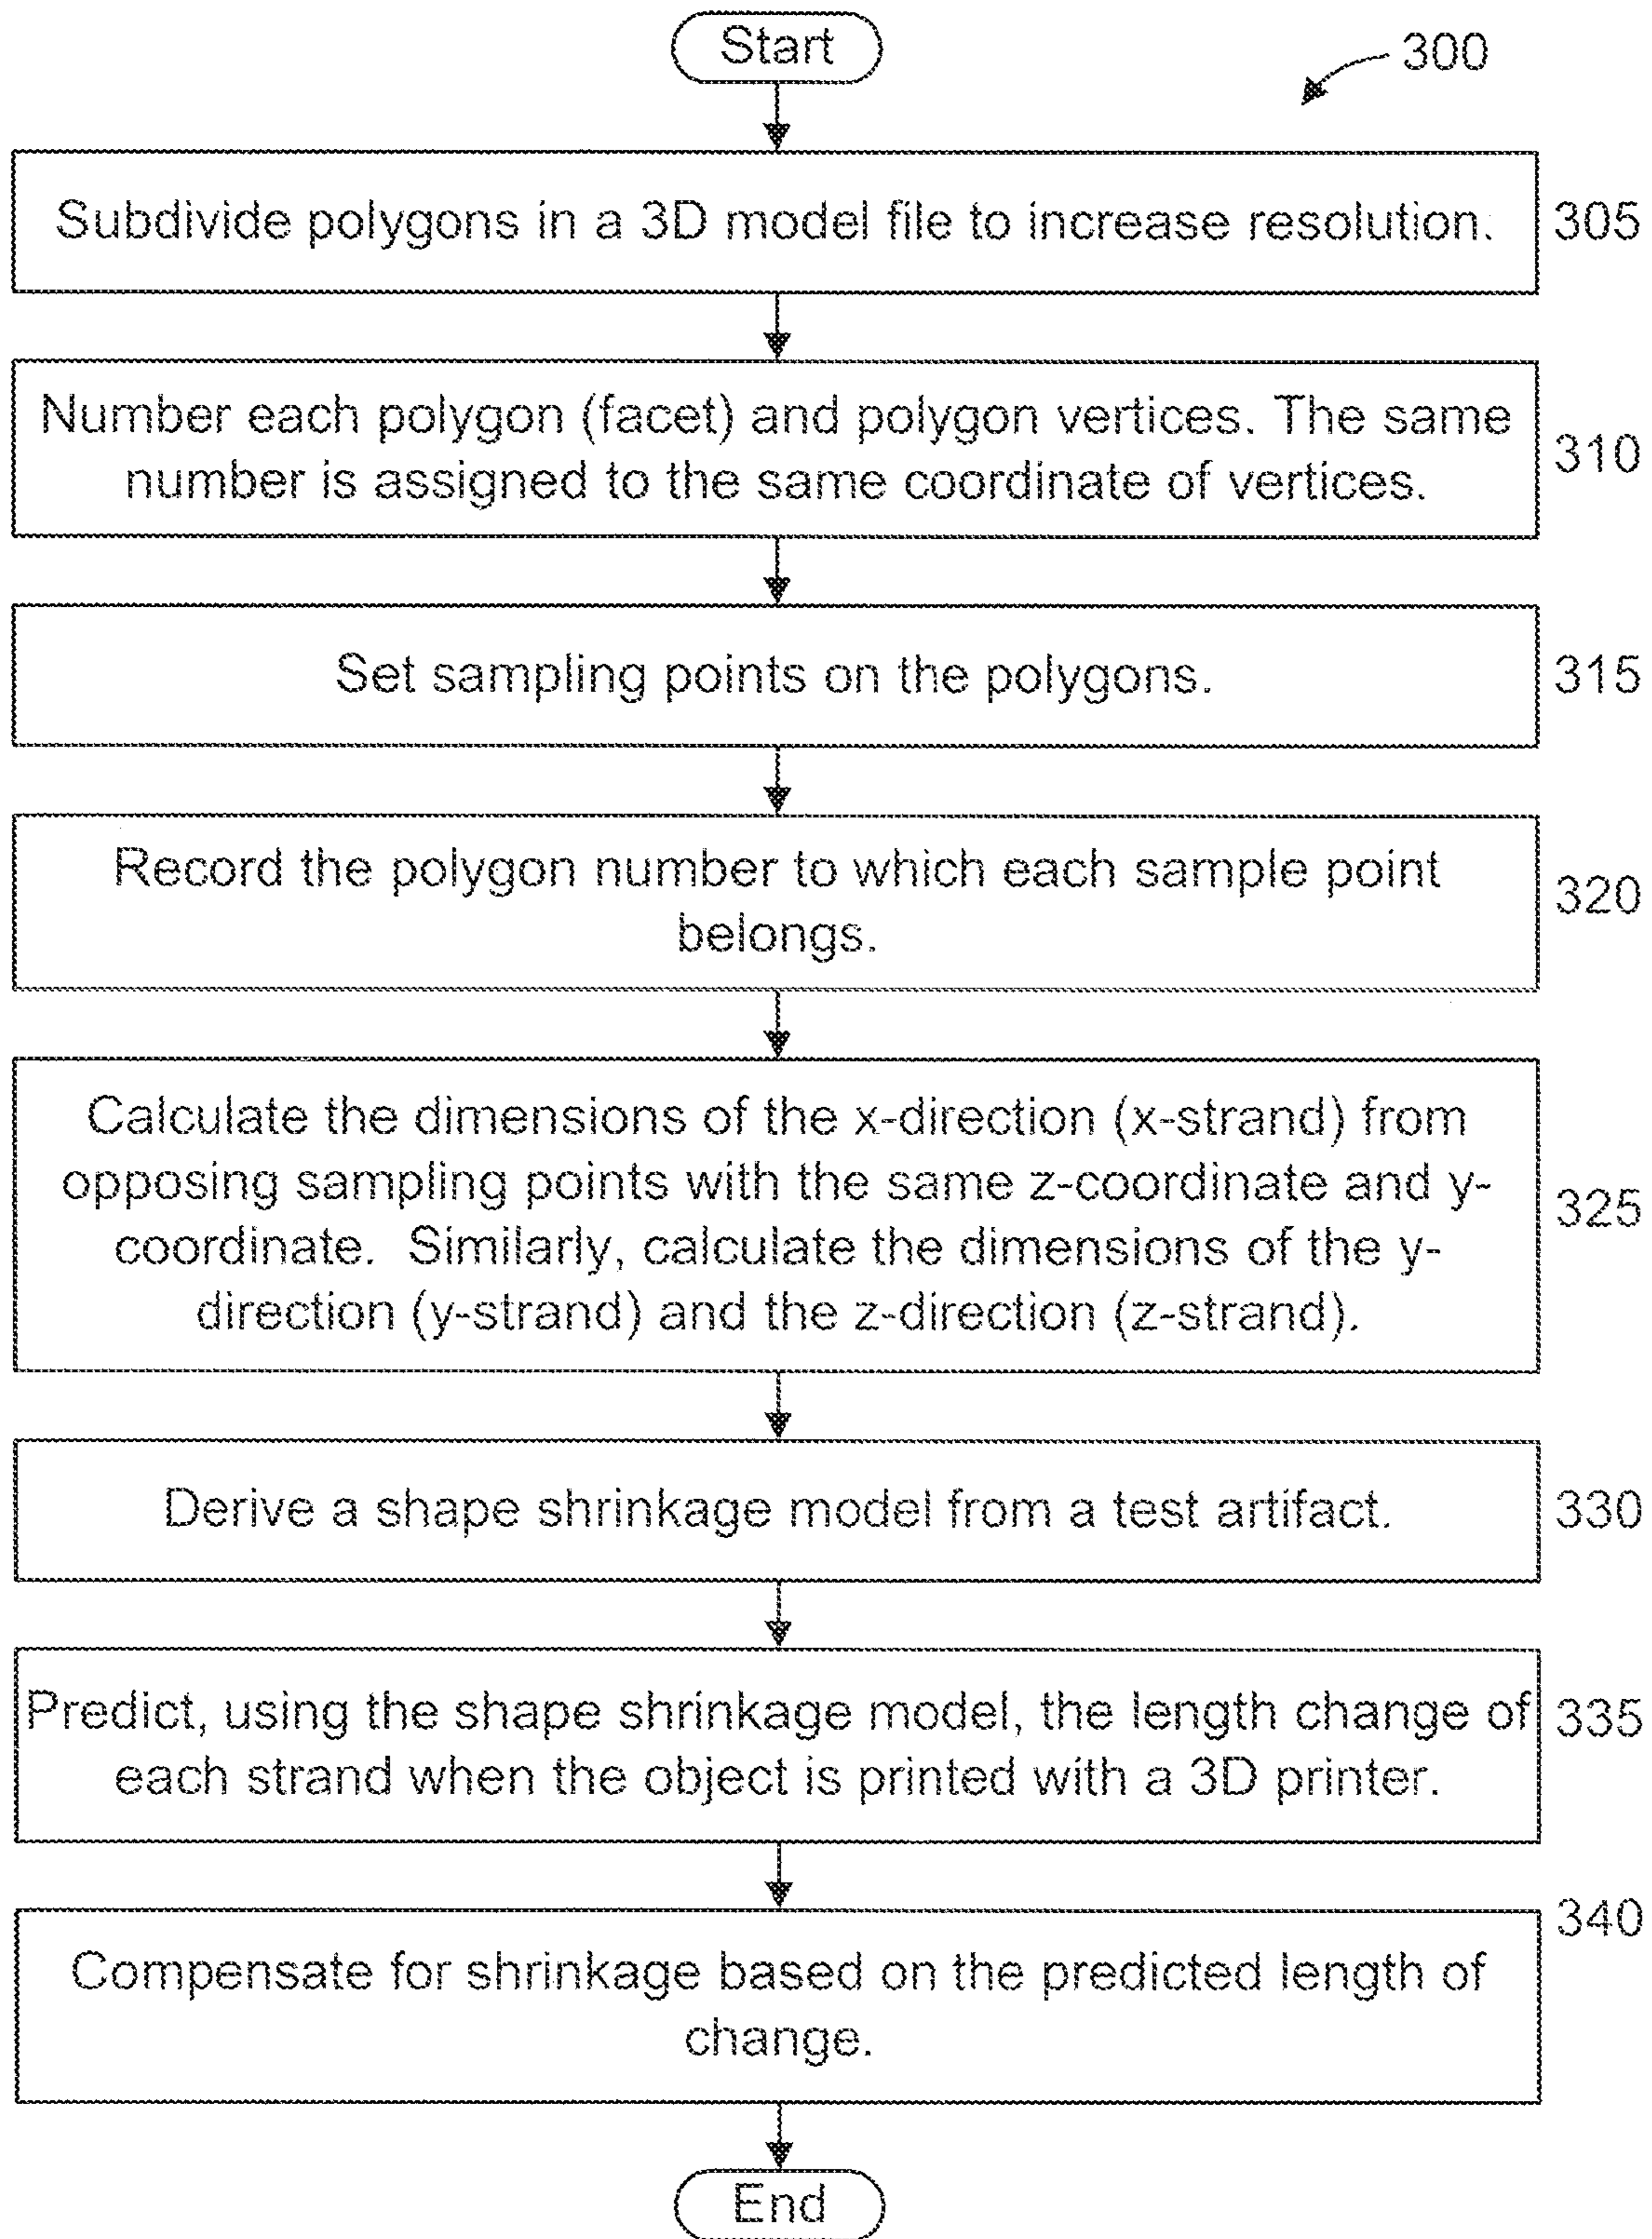 Start
300
Subdivide polygons in a 3D model file to increase resolution.
305
Number each polygon (facet) and polygon vertices. The same
number is assigned to the same coordinate of vertices.
310
Set sampling points on the polygons.
315
Record the polygon number to which each sample point
belongs.
320
Calculate the dimensions of the x-direction (x-strand) from
opposing sampling points with the same z-coordinate and y-
coordinate.  Similarly, calculate the dimensions of the y-
direction (y-strand) and the z-direction (z-strand).
325
Derive a shape shrinkage model from a test artifact.
330
Predict, using the shape shrinkage model, the length change of
each strand when the object is printed with a 3D printer.
335
340
Compensate for shrinkage based on the predicted length of
change.
End